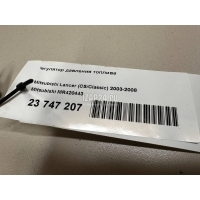 Регулятор давления топлива
Mitsubishi Lancer (CS/Classic) 2003-2008
Mitsubishi MR420443
23 747 207